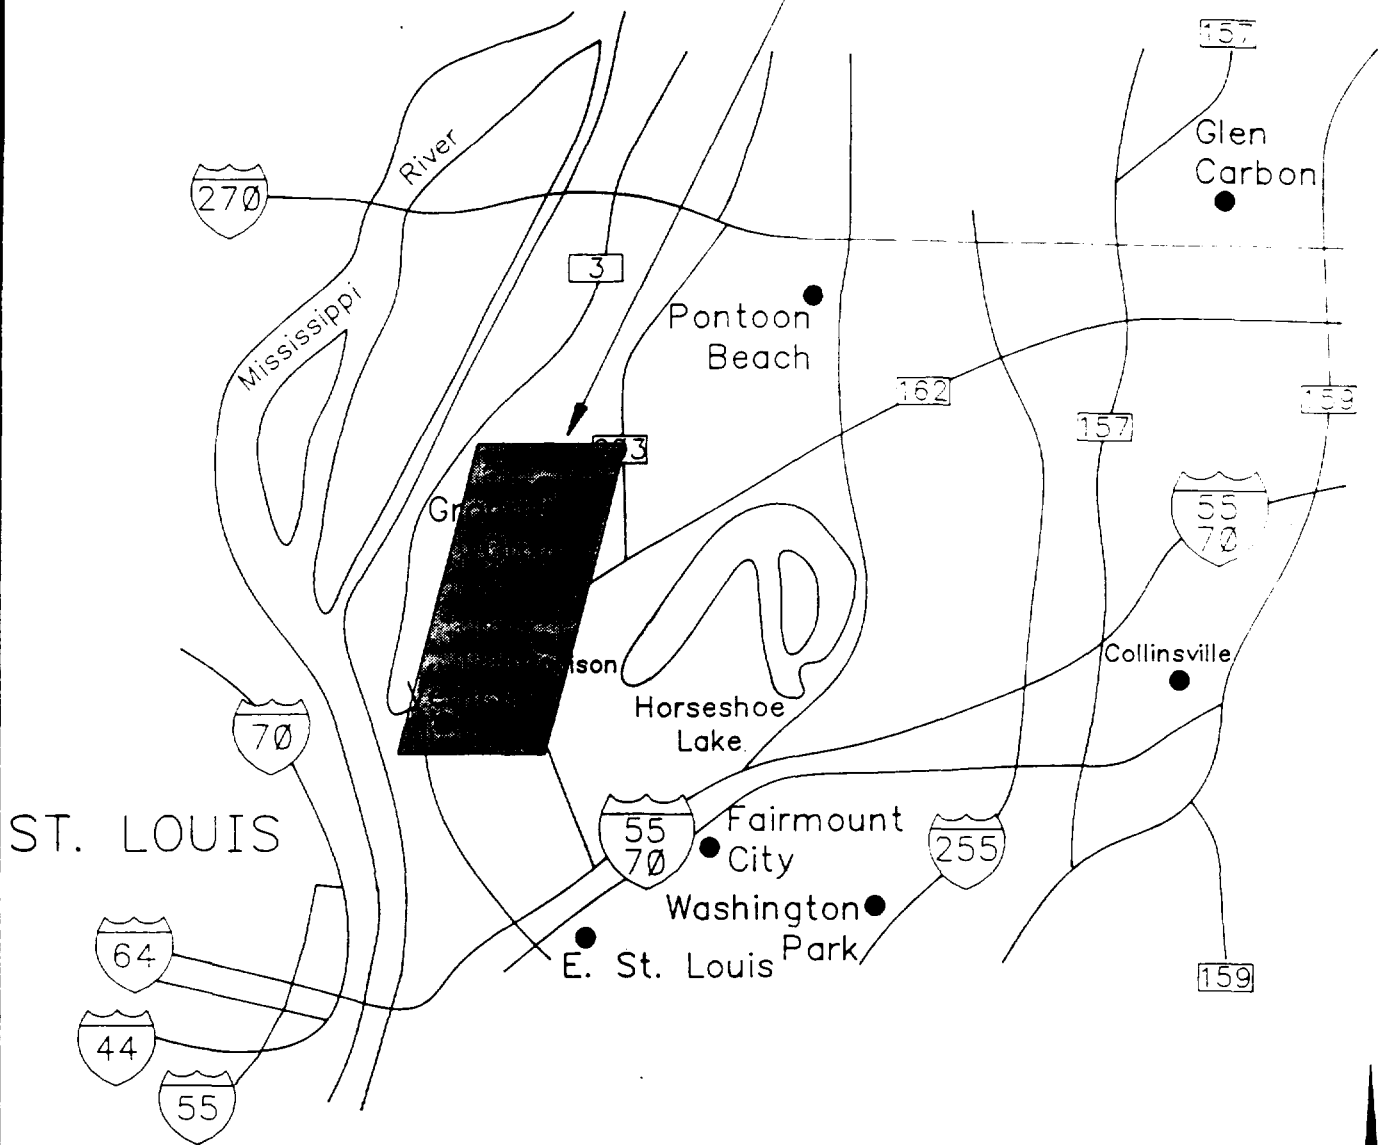 157
Glen
Carbon
River
270
3
Mississippi
Pontoon
Beach
162
159
157
55
70
Collinsville
Horseshoe
Lake
70
ST. LOUIS
55
70
Fairmount
City
255
Washington
Park
E. St. Louis
64
159
44
55